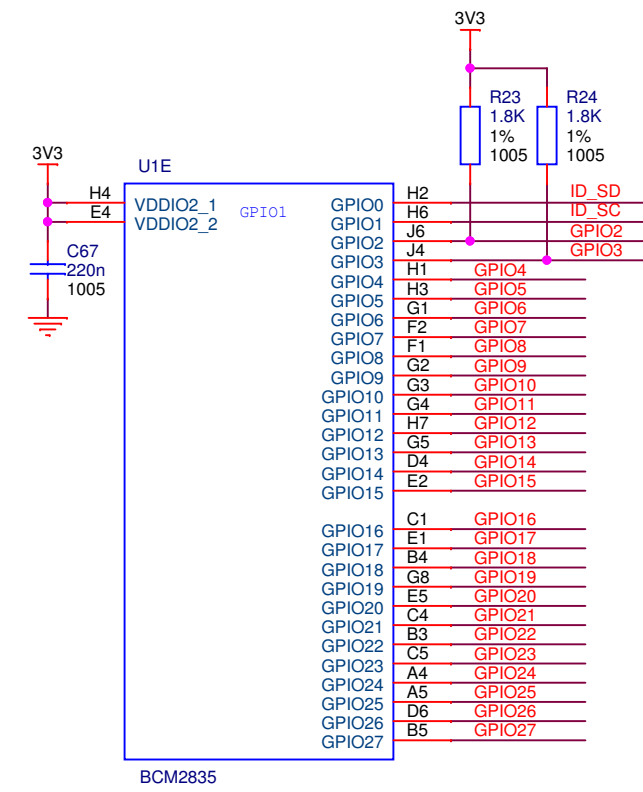 3V3
R23
1.8K
1%
1005
R24
1.8K
1%
1005
3V3
U1E
H4 VDDIO2_1
E4 VDDIO2_2
GPIO1
C67
220n
1005
GPIO0 H2 ID_SD
GPIO1 H6 ID_SC
GPIO2 J6 GPIO2
GPIO3 J4 GPIO3
GPIO4 H1 GPIO4
GPIO5 H3 GPIO5
GPIO6 G1 GPIO6
GPIO7 F2 GPIO7
GPIO8 F1 GPIO8
GPIO9 G2 GPIO9
GPIO10 G3 GPIO10
GPIO11 G4 GPIO11
GPIO12 H7 GPIO12
GPIO13 G5 GPIO13
GPIO14 D4 GPIO14
GPIO15 E2 GPIO15
GPIO16 C1 GPIO16
GPIO17 E1 GPIO17
GPIO18 B4 GPIO18
GPIO19 G8 GPIO19
GPIO20 E5 GPIO20
GPIO21 C4 GPIO21
GPIO22 B3 GPIO22
GPIO23 C5 GPIO23
GPIO24 A4 GPIO24
GPIO25 A5 GPIO25
GPIO26 D6 GPIO26
GPIO27 B5 GPIO27
BCM2835